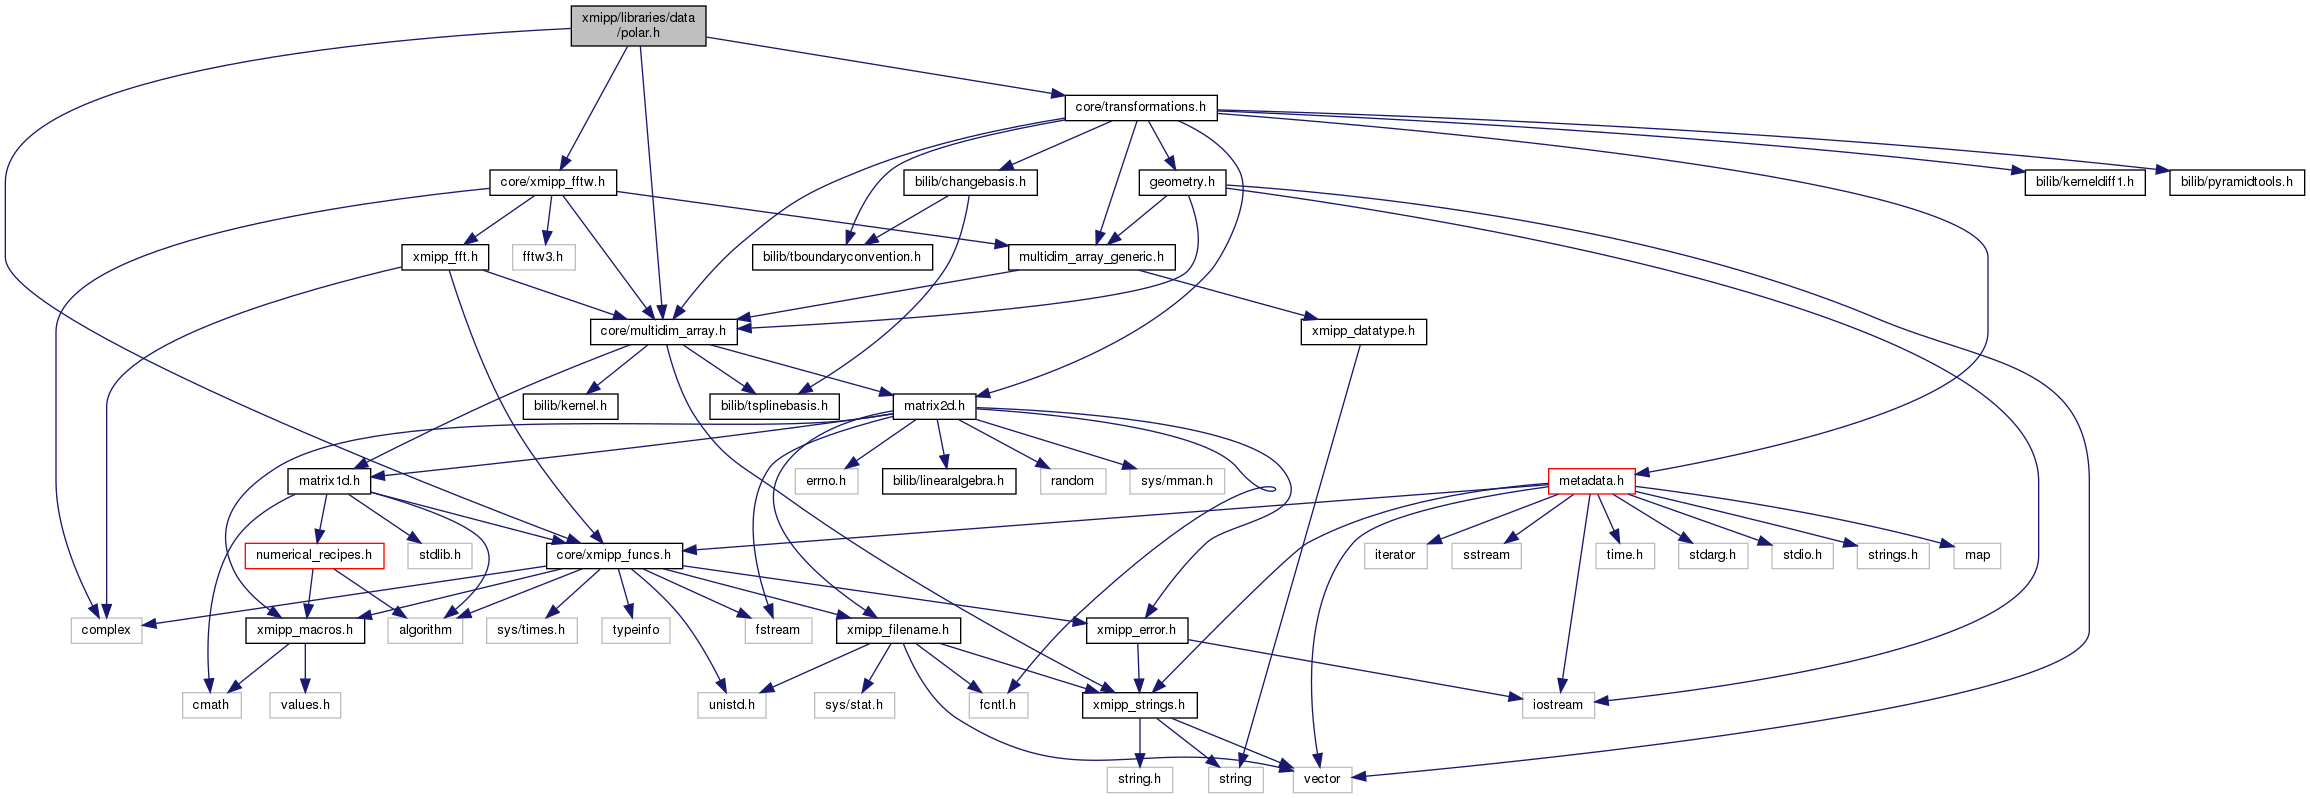 xmipp/libraries/data
/polar.h
core/transformations.h
core/xmipp_fftw.h
bilib/changebasis.h
geometry.h
bilib/kerneldiff1.h
bilib/pyramidtools.h
xmipp_fft.h
fftw3.h
bilib/tboundaryconvention.h
multidim_array_generic.h
core/multidim_array.h
xmipp_datatype.h
bilib/kernel.h
bilib/tsplinebasis.h
matrix2d.h
matrix1d.h
errno.h
bilib/linearalgebra.h
random
sys/mman.h
metadata.h
numerical_recipes.h
stdlib.h
core/xmipp_funcs.h
iterator
sstream
time.h
stdarg.h
stdio.h
strings.h
map
complex
xmipp_macros.h
algorithm
sys/times.h
typeinfo
fstream
xmipp_filename.h
xmipp_error.h
cmath
values.h
unistd.h
sys/stat.h
fcntl.h
xmipp_strings.h
iostream
string.h
string
vector